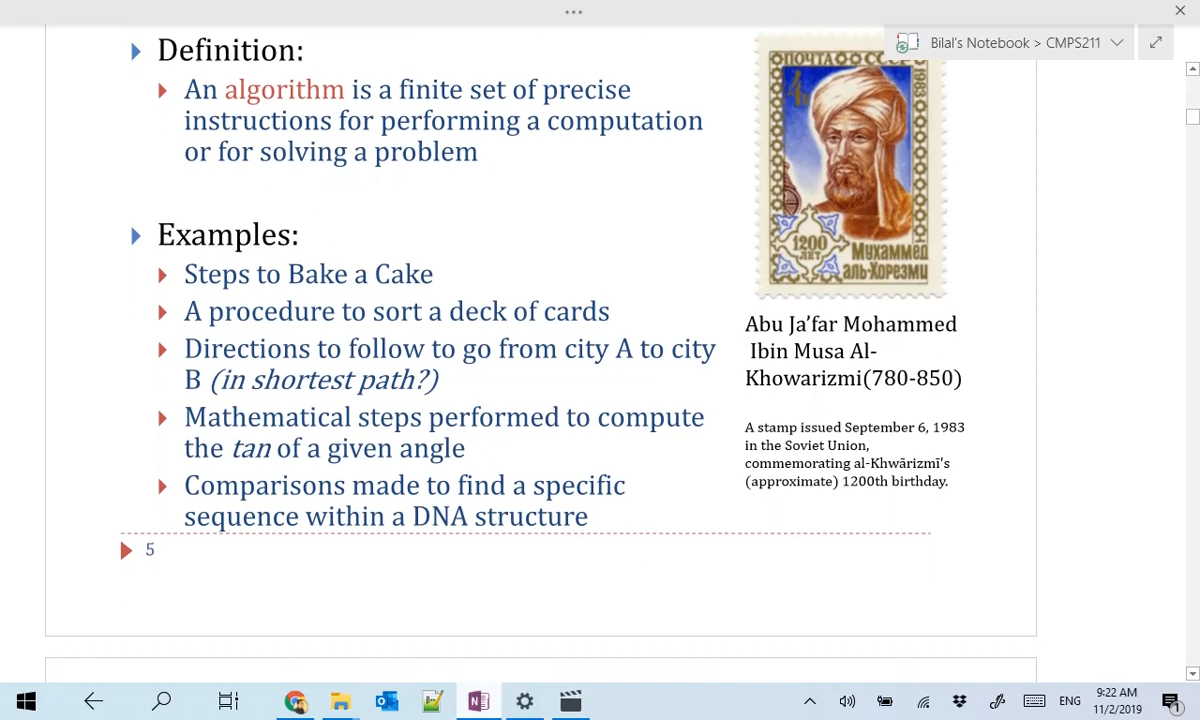 Bilal's Notebook > CMPS211
Definition:
An algorithm is a finite set of precise
instructions for performing a computation
or for solving a problem
Examples:
Steps to Bake a Cake
A procedure to sort a deck of cards
Directions to follow to go from city A to city
B (in shortest path?)
Mathematical steps performed to compute
the tan of a given angle
Comparisons made to find a specific
sequence within a DNA structure
5
ПОЧТА СССР
1983
1200
ЛЕТ
Мухаммед
аль-Хорезми
Abu Ja’far Mohammed
Ibin Musa Al-
Khowarizmi(780-850)
A stamp issued September 6, 1983
in the Soviet Union,
commemorating al-Khwārizmī's
(approximate) 1200th birthday.
ENG
9:22 AM
11/2/2019
1